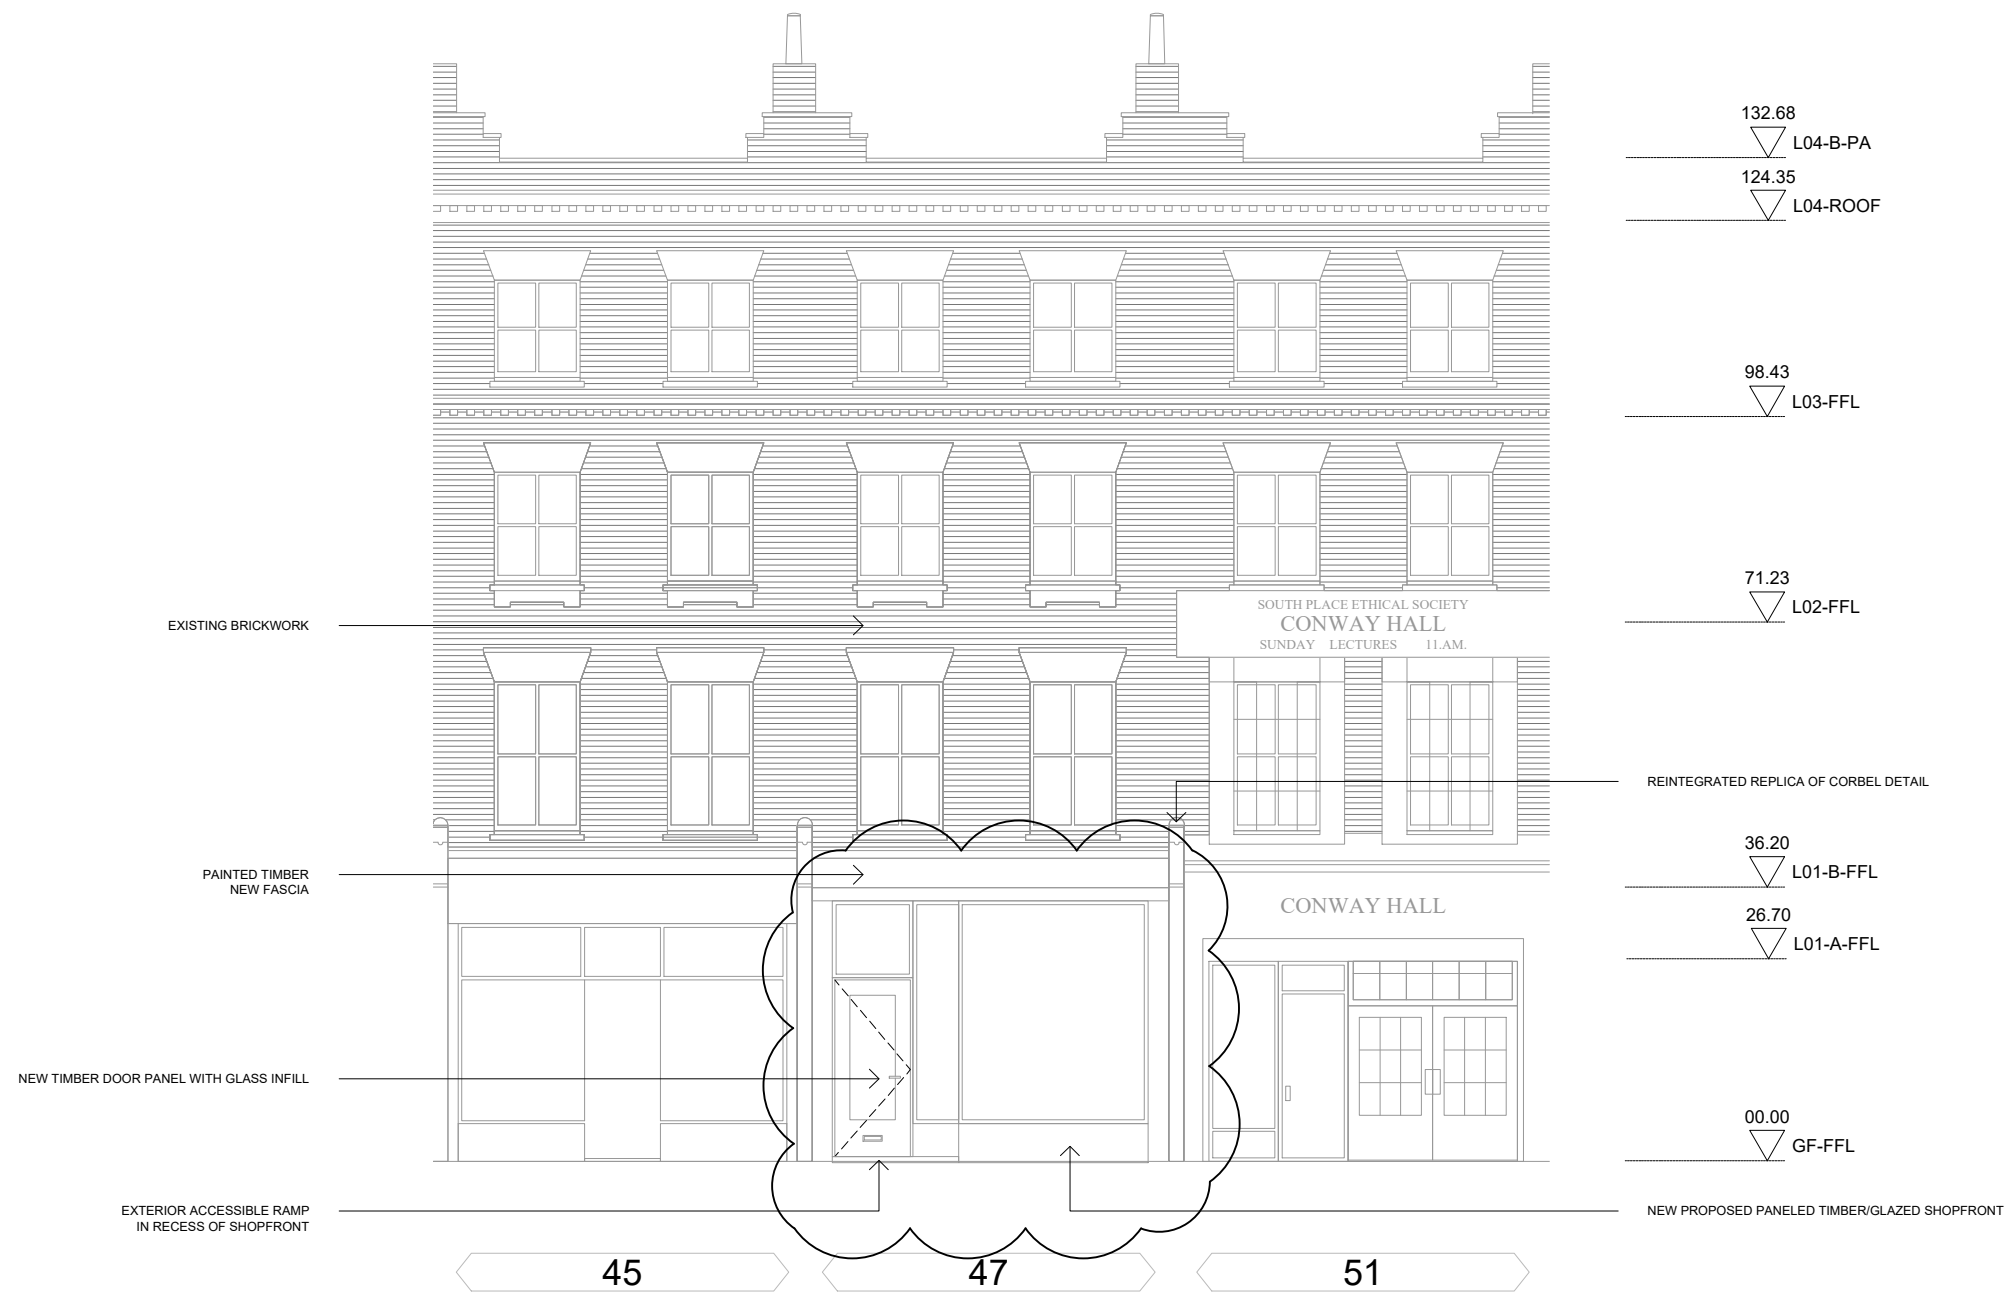 132.68
L04-B-PA
124.35
L04-ROOF
98.43
L03-FFL
71.23
L02-FFL
SOUTH PLACE ETHICAL SOCIETY
CONWAY HALL
SUNDAY LECTURES 11.AM.
EXISTING BRICKWORK
REINTEGRATED REPLICA OF CORBEL DETAIL
36.20
L01-B-FFL
PAINTED TIMBER
NEW FASCIA
CONWAY HALL
26.70
L01-A-FFL
NEW TIMBER DOOR PANEL WITH GLASS INFILL
00.00
GF-FFL
EXTERIOR ACCESSIBLE RAMP
IN RECESS OF SHOPFRONT
NEW PROPOSED PANELED TIMBER/GLAZED SHOPFRONT
45
47
51